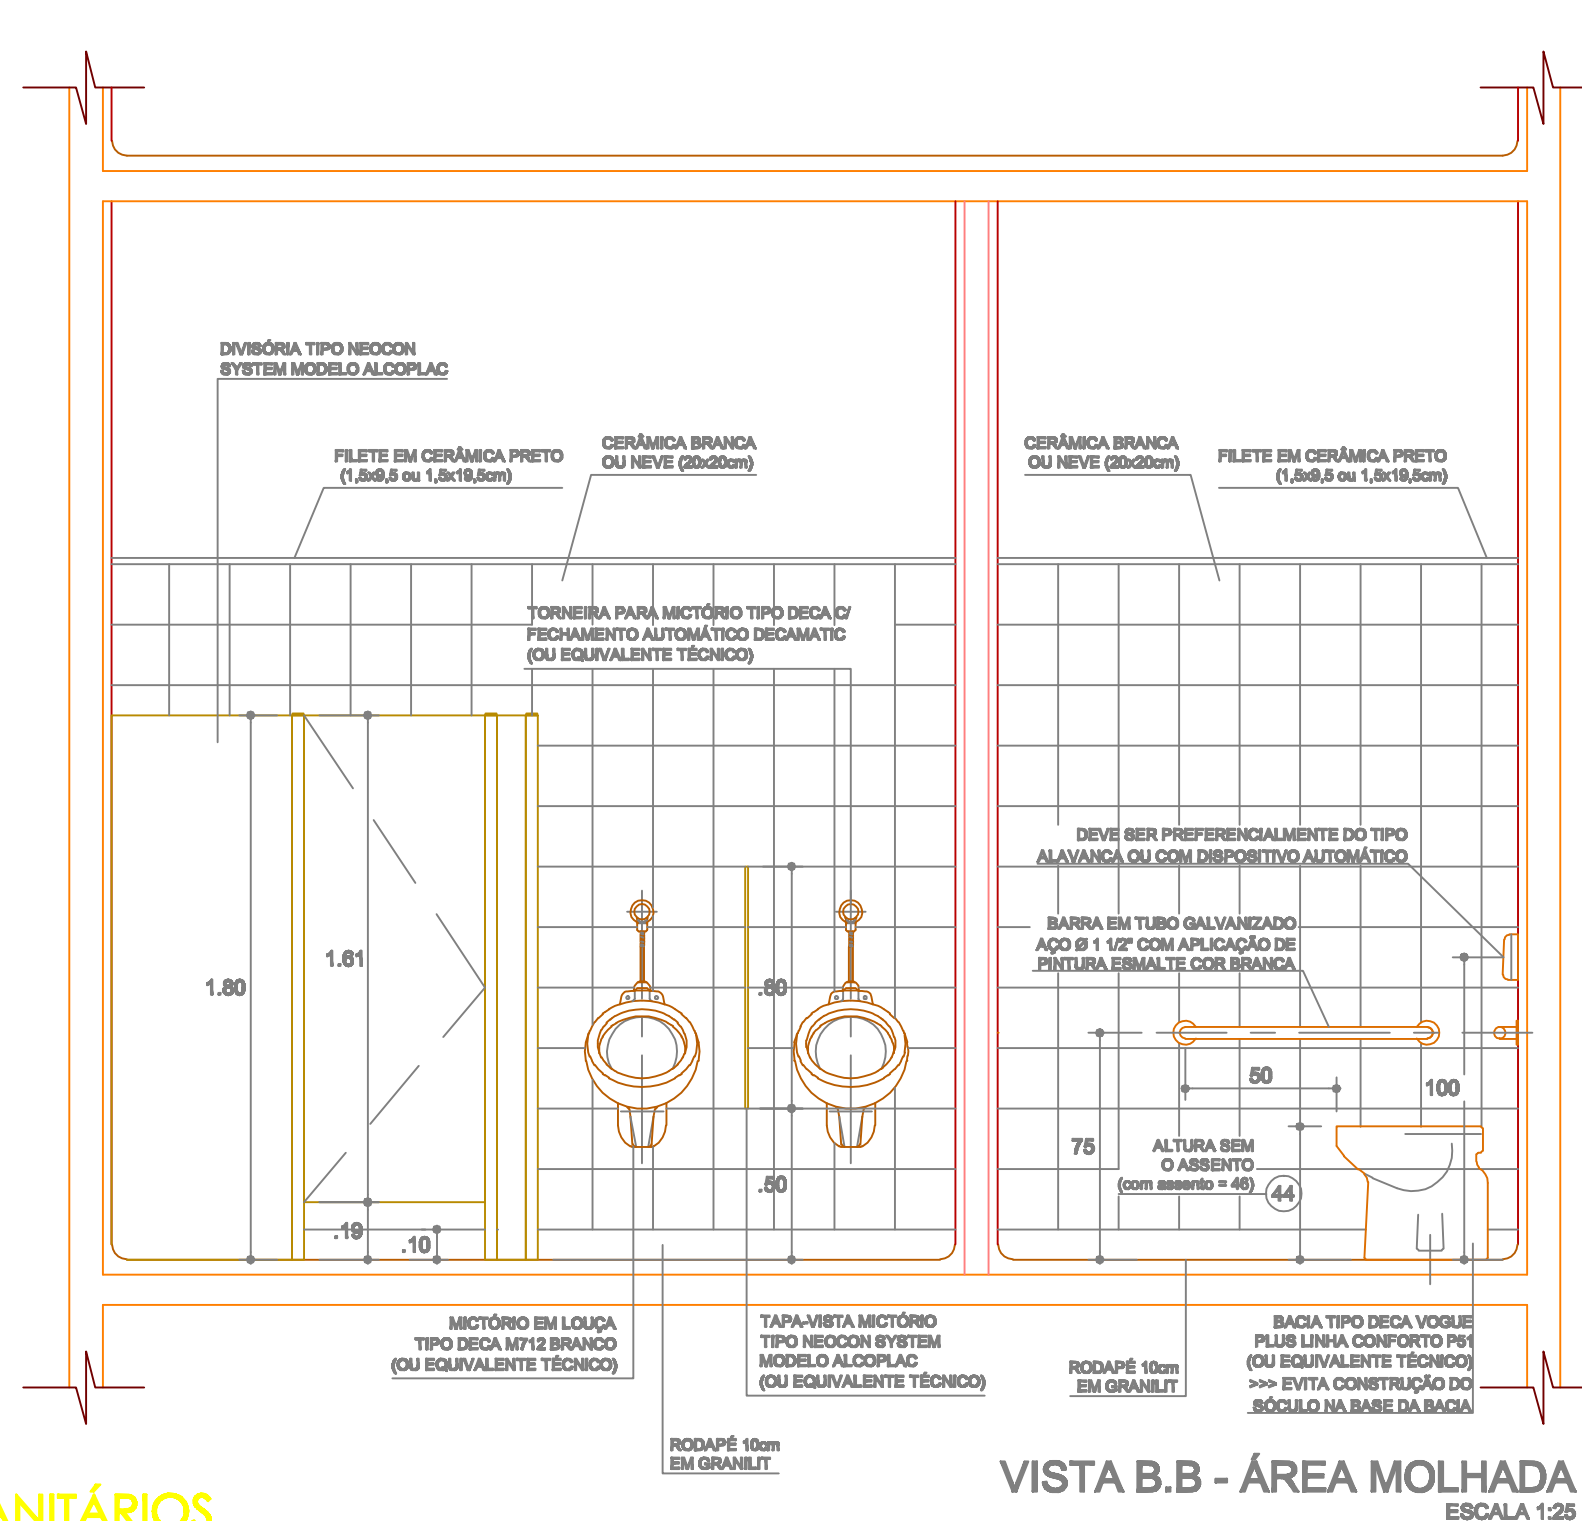 DIVISÓRIA TIPO NEOCON
SYSTEM MODELO ALCOPLAC
FILETE EM CERÂMICA PRETO
(1,5x9,5 ou 1,5x19,5cm)
CERÂMICA BRANCA
OU NEVE (20x20cm)
CERÂMICA BRANCA
OU NEVE (20x20cm)
FILETE EM CERÂMICA PRETO
(1,5x9,5 ou 1,5x19,5cm)
TORNEIRA PARA MICTÓRIO TIPO DECA C/
FECHAMENTO AUTOMÁTICO DECAMATIC
(OU EQUIVALENTE TÉCNICO)
DEVE SER PREFERENCIALMENTE DO TIPO
ALAVANCA OU COM DISPOSITIVO AUTOMÁTICO
BARRA EM TUBO GALVANIZADO
AÇO Ø 1 1/2" COM APLICAÇÃO DE
PINTURA ESMALTE COR BRANCA
1.80
1.61
.80
50
100
75
ALTURA SEM
O ASSENTO
(com assento = 46)
44
.50
.19
.10
MICTÓRIO EM LOUÇA
TIPO DECA M712 BRANCO
(OU EQUIVALENTE TÉCNICO)
TAPA-VISTA MICTÓRIO
TIPO NEOCON SYSTEM
MODELO ALCOPLAC
(OU EQUIVALENTE TÉCNICO)
RODAPÉ 10cm
EM GRANILIT
BACIA TIPO DECA VOGUE
PLUS LINHA CONFORTO P51
(OU EQUIVALENTE TÉCNICO)
>>> EVITA CONSTRUÇÃO DO
SÓCULO NA BASE DA BACIA
RODAPÉ 10cm
EM GRANILIT
VISTA B.B - ÁREA MOLHADA
ESCALA 1:25
ANITÁRIOS